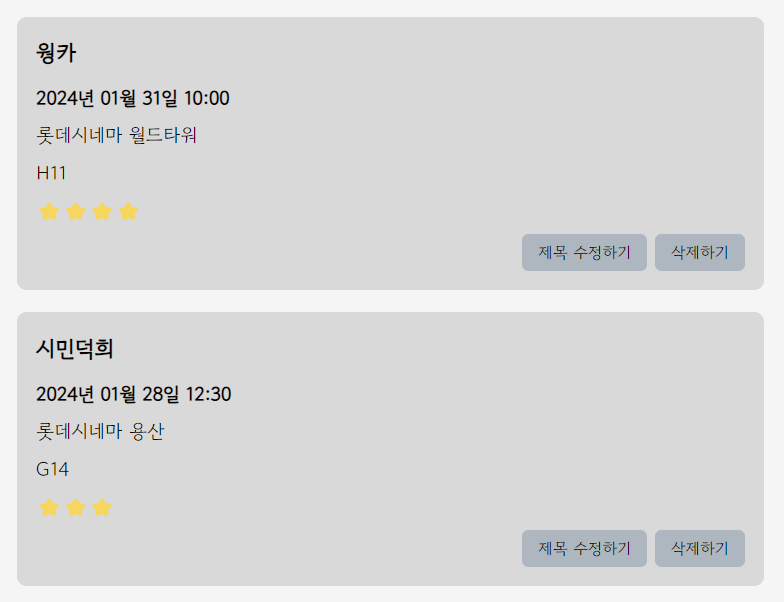 웡카
2024년 01월 31일 10:00
롯데시네마 월드타워
H11
제목 수정하기 삭제하기
시민덕희
2024년 01월 28일 12:30
롯데시네마 용산
G14
제목 수정하기 삭제하기